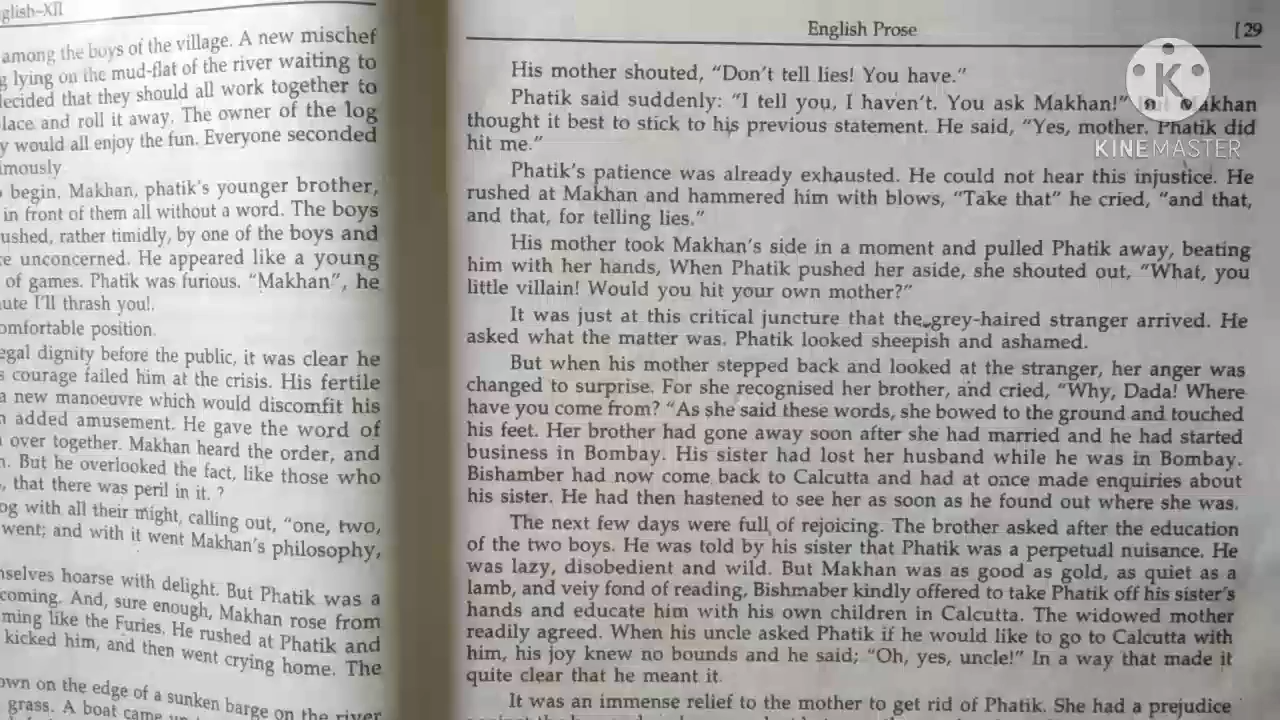 glish–XII
among the boys of the village. A new mischief
g lying on the mud-flat of the river waiting to
decided that they should all work together to
lace and roll it away. The owner of the log
y would all enjoy the fun. Everyone seconded
imously
begin, Makhan, phatik's younger brother,
in front of them all without a word. The boys
ushed, rather timidly, by one of the boys and
e unconcerned. He appeared like a young
of games. Phatik was furious. "Makhan", he
ute I'll thrash you!.
omfortable position.
egal dignity before the public, it was clear he
s courage failed him at the crisis. His fertile
a new manoeuvre which would discomfit his
n added amusement. He gave the word of
over together. Makhan heard the order, and
n. But he overlooked the fact, like those who
, that there was peril in it. ?
og with all their might, calling out, "one, two,
went; and with it went Makhan's philosophy,
mselves hoarse with delight. But Phatik was a
coming. And, sure enough, Makhan rose from
ming like the Furies. He rushed at Phatik and
kicked him, and then went crying home. The
own on the edge of a sunken barge on the river
grass. A boat came
English Prose [29
His mother shouted, "Don't tell lies! You have."
Phatik said suddenly: "I tell you, I haven't. You ask Makhan!" akhan
thought it best to stick to his previous statement. He said, "Yes, mother. Phatik did
hit me."
Phatik's patience was already exhausted. He could not hear this injustice. He
rushed at Makhan and hammered him with blows, "Take that" he cried, "and that,
and that, for telling lies."
His mother took Makhan's side in a moment and pulled Phatik away, beating
him with her hands, When Phatik pushed her aside, she shouted out, "What, you
little villain! Would you hit your own mother?"
It was just at this critical juncture that the grey-haired stranger arrived. He
asked what the matter was. Phatik looked sheepish and ashamed.
But when his mother stepped back and looked at the stranger, her anger was
changed to surprise. For she recognised her brother, and cried, "Why, Dada! Where
have you come from? "As she said these words, she bowed to the ground and touched
his feet. Her brother had gone away soon after she had married and he had started
business in Bombay. His sister had lost her husband while he was in Bombay.
Bishamber had now come back to Calcutta and had at once made enquiries about
his sister. He had then hastened to see her as soon as he found out where she was.
The next few days were full of rejoicing. The brother asked after the education
of the two boys. He was told by his sister that Phatik was a perpetual nuisance. He
was lazy, disobedient and wild. But Makhan was as good as gold, as quiet as a
lamb, and veiy fond of reading, Bishmaber kindly offered to take Phatik off his sister's
hands and educate him with his own children in Calcutta. The widowed mother
readily agreed. When his uncle asked Phatik if he would like to go to Calcutta with
him, his joy knew no bounds and he said; "Oh, yes, uncle!" In a way that made it
quite clear that he meant it.
It was an immense relief to the mother to get rid of Phatik. She had a prejudice
K
KINEMASTER